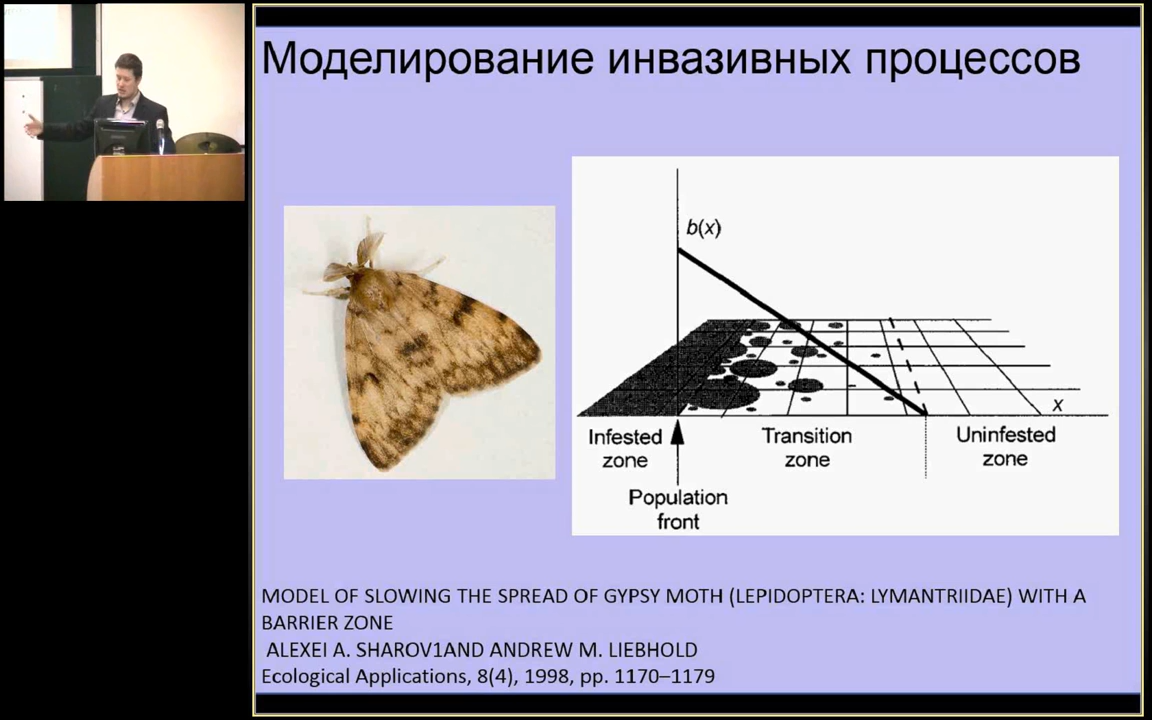 Моделирование инвазивных процессов
b(x)
x
Infested zone
Transition zone
Uninfested zone
Population front
MODEL OF SLOWING THE SPREAD OF GYPSY MOTH (LEPIDOPTERA: LYMANTRIIDAE) WITH A
BARRIER ZONE
ALEXEI A. SHAROV1AND ANDREW M. LIEBHOLD
Ecological Applications, 8(4), 1998, pp. 1170–1179